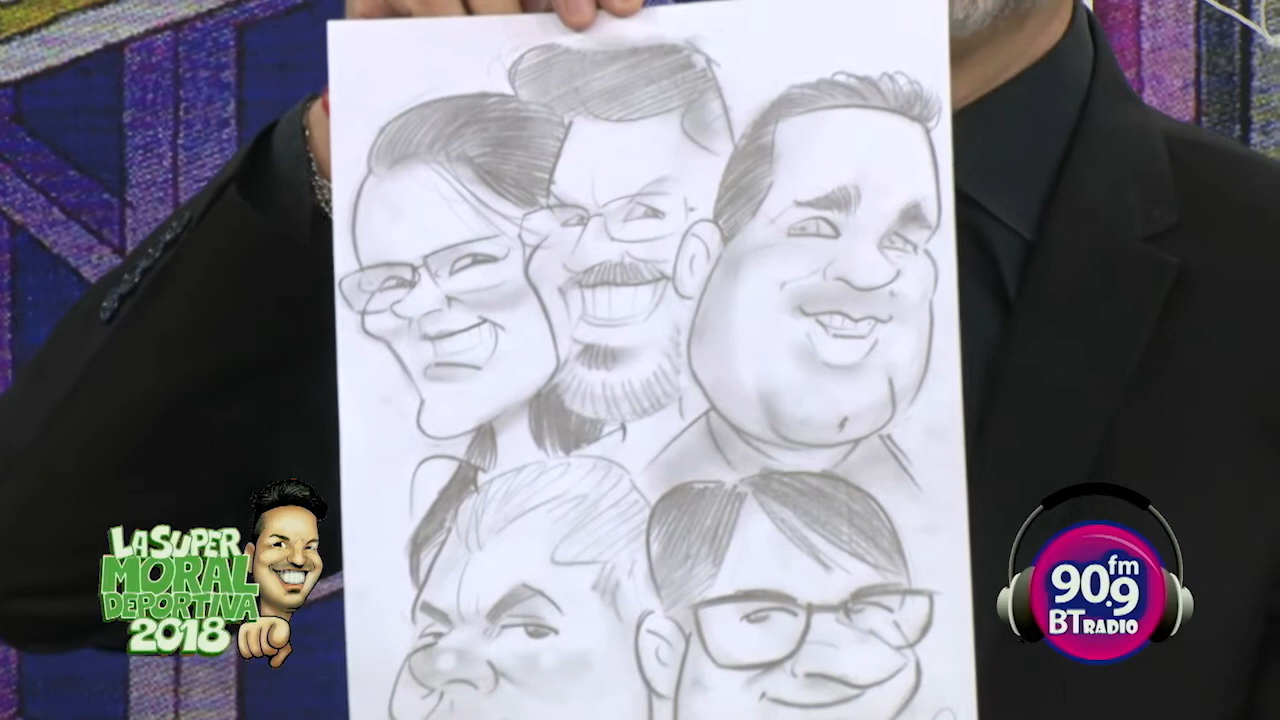 LA SUPER
MORAL
DEPORTIVA
2018
90.9 fm
BT RADIO